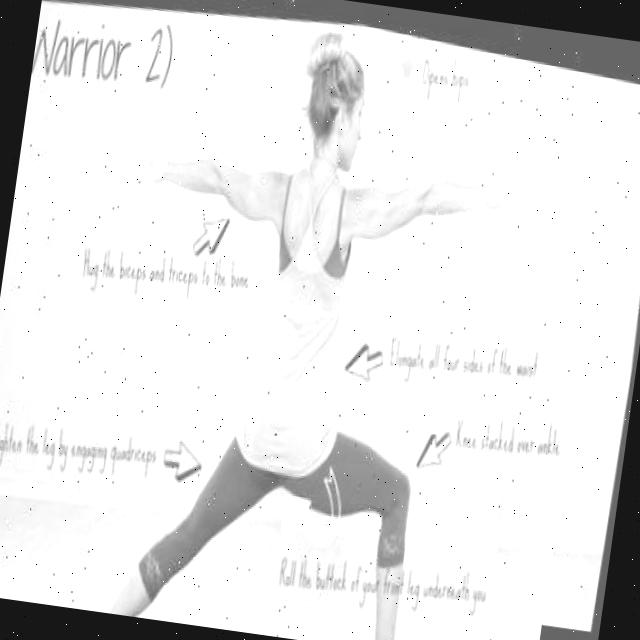 Warrior 2)
Open hips
Hug the biceps and triceps to the bone
Elongate all four sides of the waist
Knee stacked over ankle
the leg by engaging quadriceps
Roll the buttock of your front leg underneath you